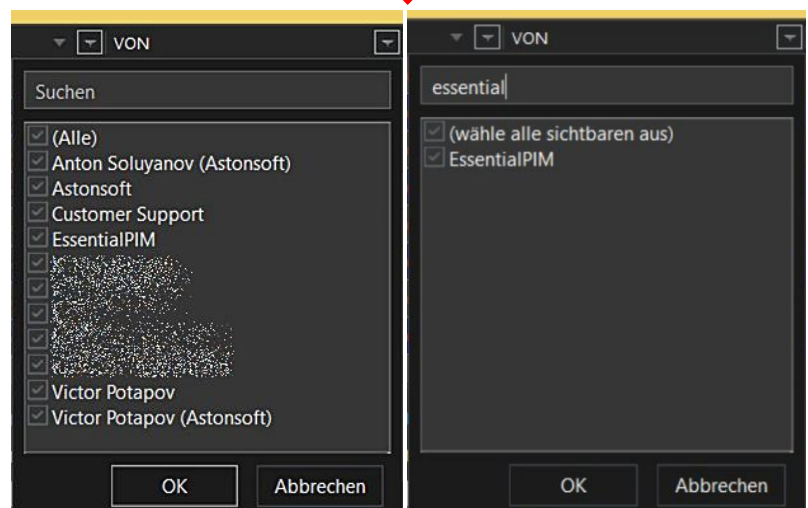 VON
Suchen
(Alle)
Anton Soluyanov (Astonsoft)
Astonsoft
Customer Support
EssentialPIM
Victor Potapov
Victor Potapov (Astonsoft)
OK Abbrechen
VON
essential
(wähle alle sichtbaren aus)
EssentialPIM
OK Abbrechen